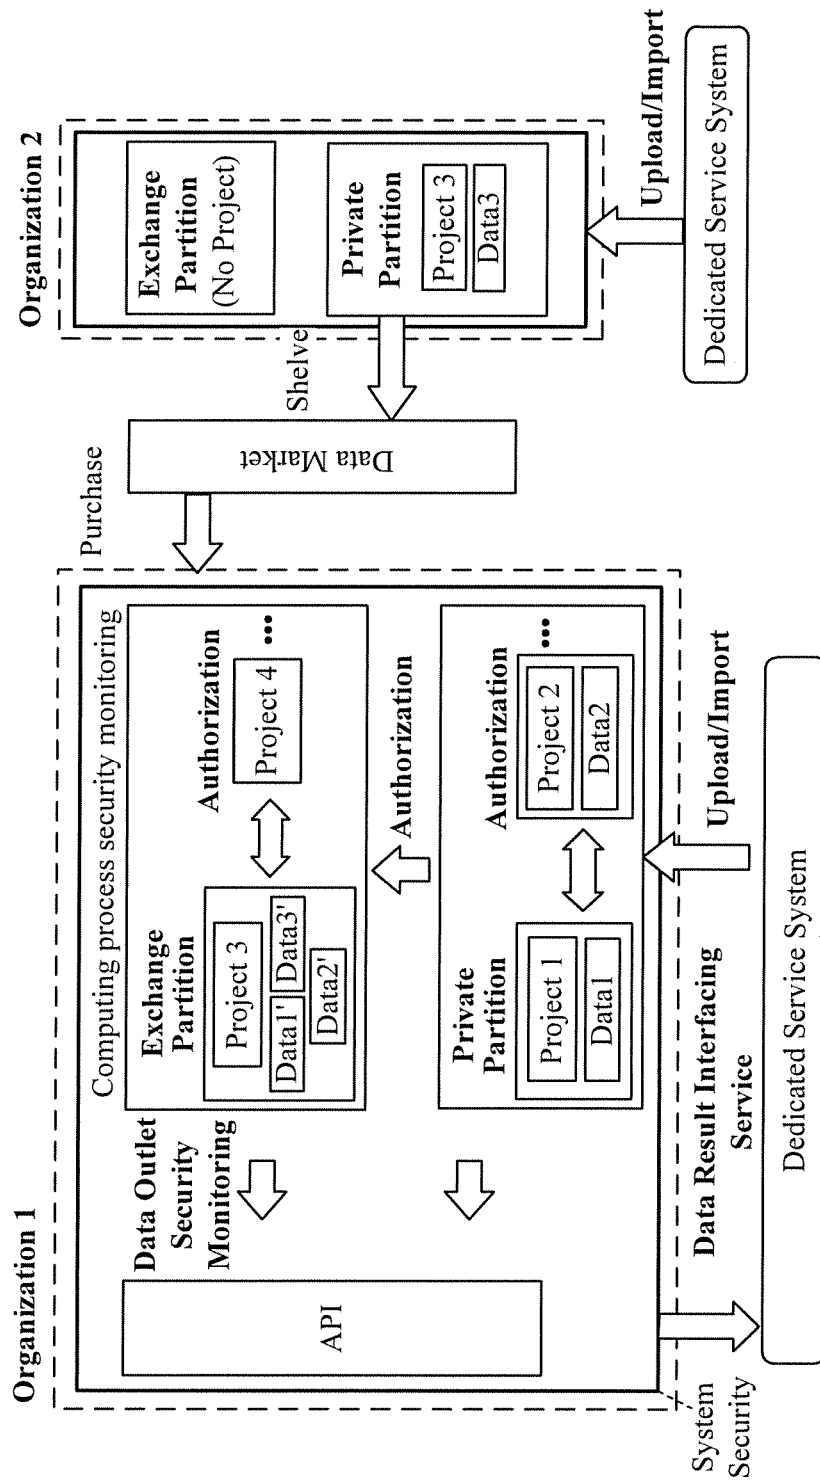 Organization 1
Computing process security monitoring
API
Data Outlet
Security
Monitoring
Exchange
Partition
Project 3
Data1'
Data3'
Data2'
Authorization
Project 4
...
Authorization
Private
Partition
Project 1
Data1
Authorization
Project 2
Data2
...
System
Security
Data Result Interfacing
Service
Upload/Import
Dedicated Service System
Purchase
Data Market
Shelve
Organization 2
Exchange
Partition
(No Project)
Private
Partition
Project 3
Data3
Upload/Import
Dedicated Service System